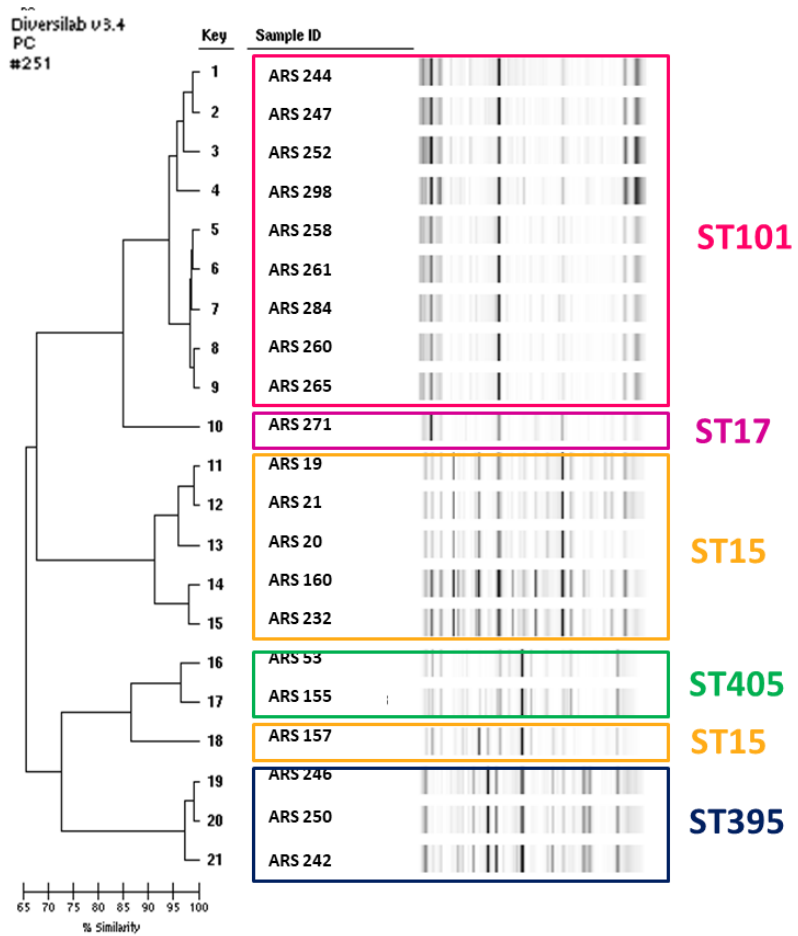 Diversilab v3.4
PC
#251
Key Sample ID
1 ARS 244
2 ARS 247
3 ARS 252
4 ARS 298
5 ARS 258
6 ARS 261
7 ARS 284
8 ARS 260
9 ARS 265
ST101
10 ARS 271
ST17
11 ARS 19
12 ARS 21
13 ARS 20
14 ARS 160
15 ARS 232
ST15
16 ARS 53
17 ARS 155
ST405
18 ARS 157
ST15
19 ARS 246
20 ARS 250
21 ARS 242
ST395
65 70 75 80 85 90 95 100
% Similarity